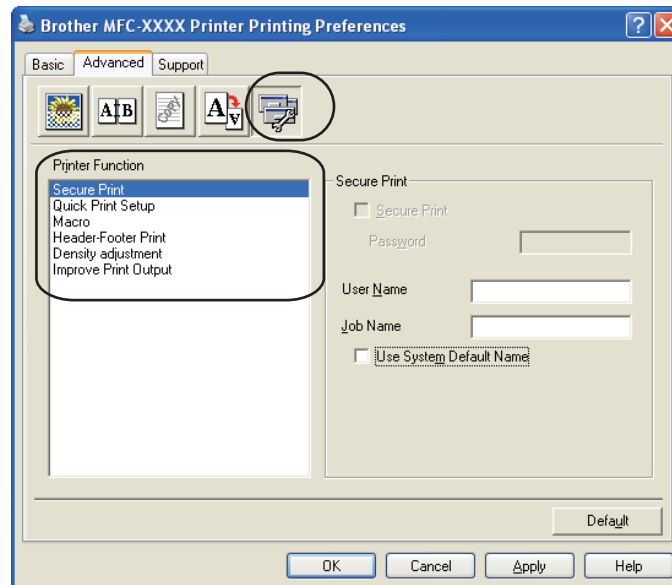 Brother MFC-XXXX Printer Printing Preferences
Basic Advanced Support
A B
A A
Printer Function
Secure Print
Quick Print Setup
Macro
Header-Footer Print
Density adjustment
Improve Print Output
Secure Print
Secure Print
Password
User Name
Job Name
Use System Default Name
Default
OK Cancel Apply Help